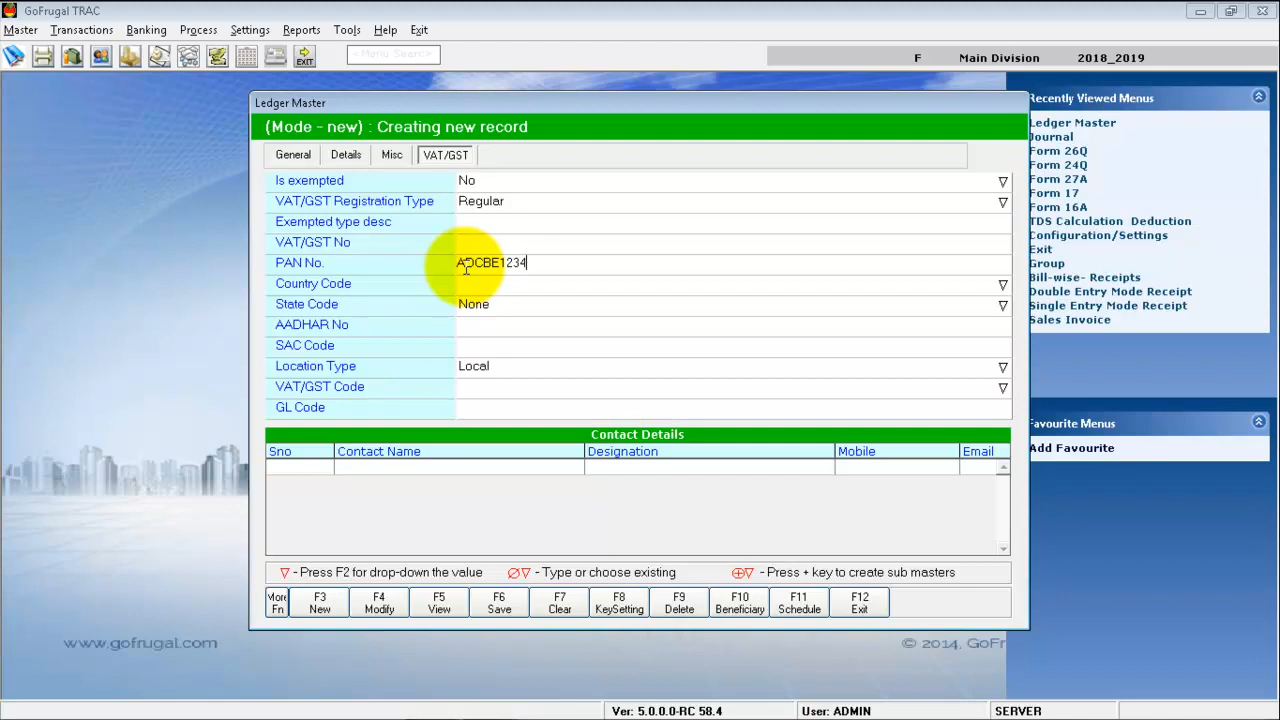 GoFrugal TRAC
Master Transactions Banking Process Settings Reports Tools Help Exit
EXIT < Menu Search> F Main Division 2018_2019
Ledger Master
(Mode - new) : Creating new record
General Details Misc VAT/GST
Is exempted No
VAT/GST Registration Type Regular
Exempted type desc
VAT/GST No
PAN No. ADCBE1234
Country Code
State Code None
AADHAR No
SAC Code
Location Type Local
VAT/GST Code
GL Code
Contact Details
Sno Contact Name Designation Mobile Email
- Press F2 for drop-down the value - Type or choose existing - Press + key to create sub masters
More Fn F3 New F4 Modify F5 View F6 Save F7 Clear F8 KeySetting F9 Delete F10 Beneficiary F11 Schedule F12 Exit
Recently Viewed Menus
Ledger Master
Journal
Form 26Q
Form 24Q
Form 27A
Form 17
Form 16A
TDS Calculation Deduction
Configuration/Settings
Exit
Group
Bill-wise- Receipts
Double Entry Mode Receipt
Single Entry Mode Receipt
Sales Invoice
Favourite Menus
Add Favourite
www.gofrugal.com © 2014, GoFr
Ver: 5.0.0.0-RC 58.4 User: ADMIN SERVER